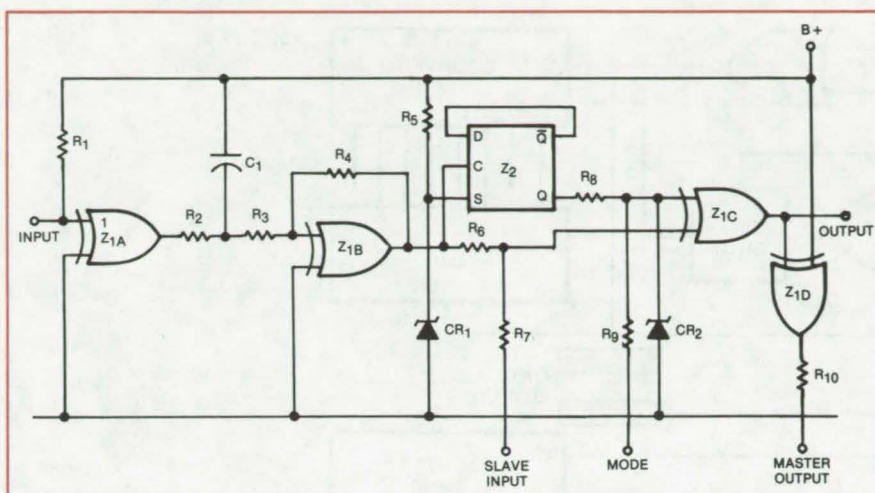 B+
R5
R1
C1
R4
D
Q̄
C
Z2
S
Q
R8
R2
R3
INPUT
1
Z1A
Z1B
R6
Z1C
OUTPUT
Z1D
CR1
R7
R9
CR2
R10
SLAVE
INPUT
MODE
MASTER
OUTPUT